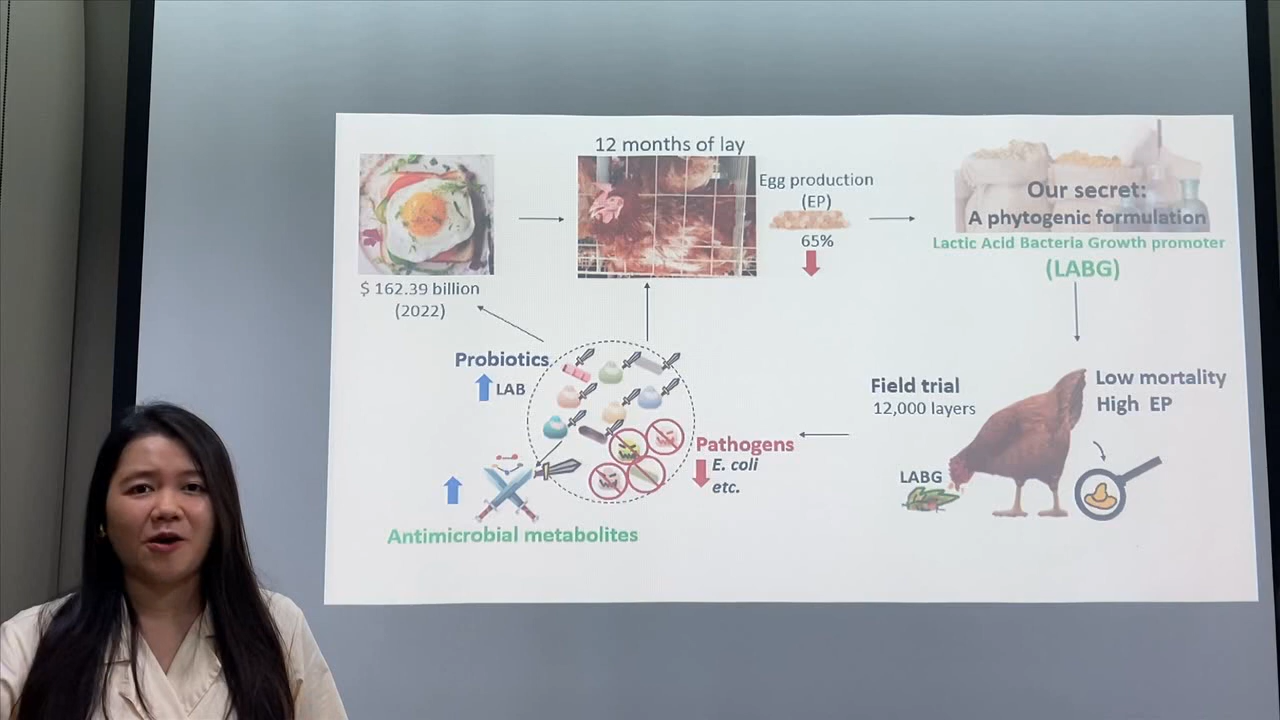 12 months of lay
Egg production
(EP)
65%
$ 162.39 billion
(2022)
Our secret:
A phytogenic formulation
Lactic Acid Bacteria Growth promoter
(LABG)
Probiotics
LAB
Pathogens
E. coli
etc.
Antimicrobial metabolites
Field trial
12,000 layers
Low mortality
High EP
LABG